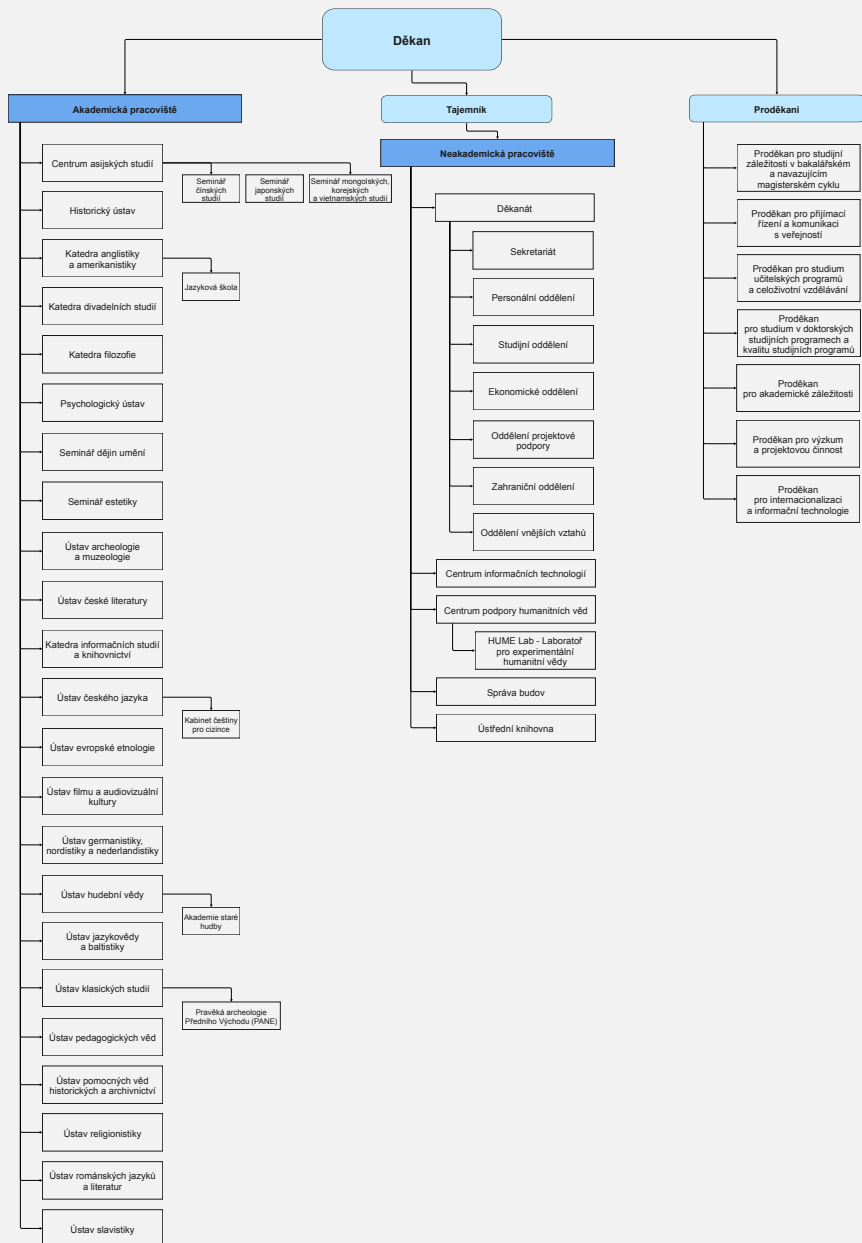 Děkan
Akademická pracoviště
Centrum asijských studií
Seminář
čínských
studií
Seminář
japonských
studií
Seminář mongolských,
korejských
a vietnamských studií
Historický ústav
Katedra anglistiky
a amerikanistiky
Jazyková škola
Katedra divadelních studií
Katedra filozofie
Psychologický ústav
Seminář dějin umění
Seminář estetiky
Ústav archeologie
a muzeologie
Ústav české literatury
Katedra informačních studií
a knihovnictví
Ústav českého jazyka
Kabinet češtiny
pro cizince
Ústav evropské etnologie
Ústav filmu a audiovizuální
kultury
Ústav germanistiky,
nordistiky a nederlandistiky
Ústav hudební vědy
Akademie staré
hudby
Ústav jazykovědy
a baltistiky
Ústav klasických studií
Pravěká archeologie
Předního Východu (PANE)
Ústav pedagogických věd
Ústav pomocných věd
historických a archivnictví
Ústav religionistiky
Ústav románských jazyků
a literatur
Ústav slavistiky
Tajemník
Neakademická pracoviště
Děkanát
Sekretariát
Personální oddělení
Studijní oddělení
Ekonomické oddělení
Oddělení projektové
podpory
Zahraniční oddělení
Oddělení vnějších vztahů
Centrum informačních technologií
Centrum podpory humanitních věd
HUME Lab - Laboratoř
pro experimentální
humanitní vědy
Správa budov
Ústřední knihovna
Proděkani
Proděkan pro studijní
záležitosti v bakalářském
a navazujícím
magisterském cyklu
Proděkan pro přijímací
řízení a komunikaci
s veřejností
Proděkan pro studium
učitelských programů
a celoživotní vzdělávání
Proděkan
pro studium v doktorských
studijních programech a
kvalitu studijních programů
Proděkan
pro akademické záležitosti
Proděkan pro výzkum
a projektovou činnost
Proděkan
pro internacionalizaci
a informační technologie